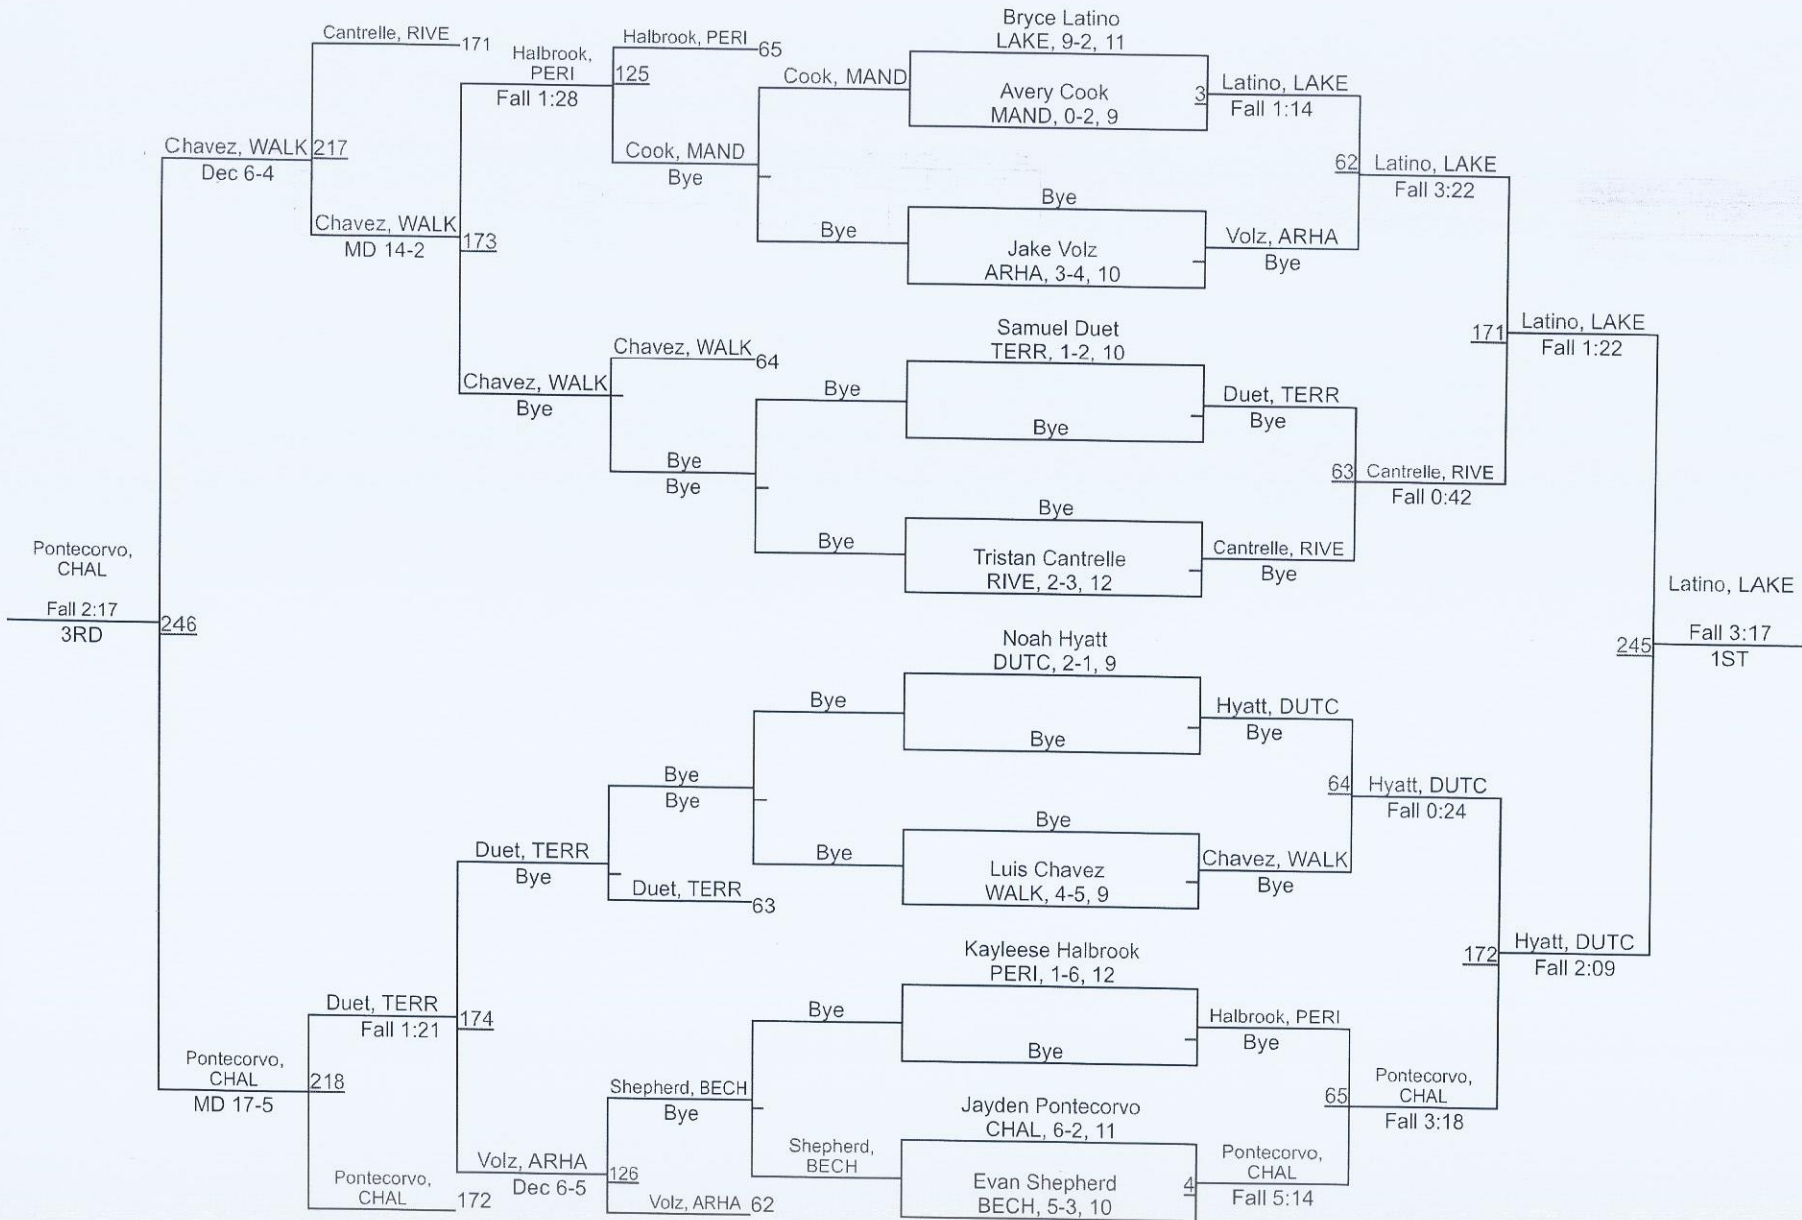 Bryce Latino
LAKE, 9-2, 11
Cantrelle, RIVE
171
Halbrook,
PERI
Fall 1:28
Halbrook, PERI
65
125
Cook, MAND
Avery Cook
MAND, 0-2, 9
3
Latino, LAKE
Fall 1:14
Chavez, WALK
217
Dec 6-4
Cook, MAND
Bye
62
Latino, LAKE
Fall 3:22
Chavez, WALK
MD 14-2
173
Bye
Bye
Jake Volz
ARHA, 3-4, 10
Volz, ARHA
Bye
Samuel Duet
TERR, 1-2, 10
171
Latino, LAKE
Fall 1:22
Chavez, WALK
64
Chavez, WALK
Bye
Bye
Bye
Duet, TERR
Bye
Bye
Bye
63
Cantrelle, RIVE
Fall 0:42
Bye
Bye
Tristan Cantrelle
RIVE, 2-3, 12
Cantrelle, RIVE
Bye
Pontecorvo,
CHAL
Fall 2:17
3RD
246
Latino, LAKE
245
Fall 3:17
1ST
Noah Hyatt
DUTC, 2-1, 9
Bye
Bye
Hyatt, DUTC
Bye
Bye
Bye
64
Hyatt, DUTC
Fall 0:24
Duet, TERR
Bye
Bye
Bye
Luis Chavez
WALK, 4-5, 9
Chavez, WALK
Bye
Duet, TERR
63
Kayleese Halbrook
PERI, 1-6, 12
172
Hyatt, DUTC
Fall 2:09
Duet, TERR
Fall 1:21
174
Bye
Bye
Halbrook, PERI
Bye
Pontecorvo,
CHAL
MD 17-5
218
Shepherd, BECH
Bye
Jayden Pontecorvo
CHAL, 6-2, 11
65
Pontecorvo,
CHAL
Fall 3:18
Volz, ARHA
Dec 6-5
126
Shepherd,
BECH
Evan Shepherd
BECH, 5-3, 10
4
Pontecorvo,
CHAL
Fall 5:14
Pontecorvo,
CHAL
172
Volz, ARHA
62